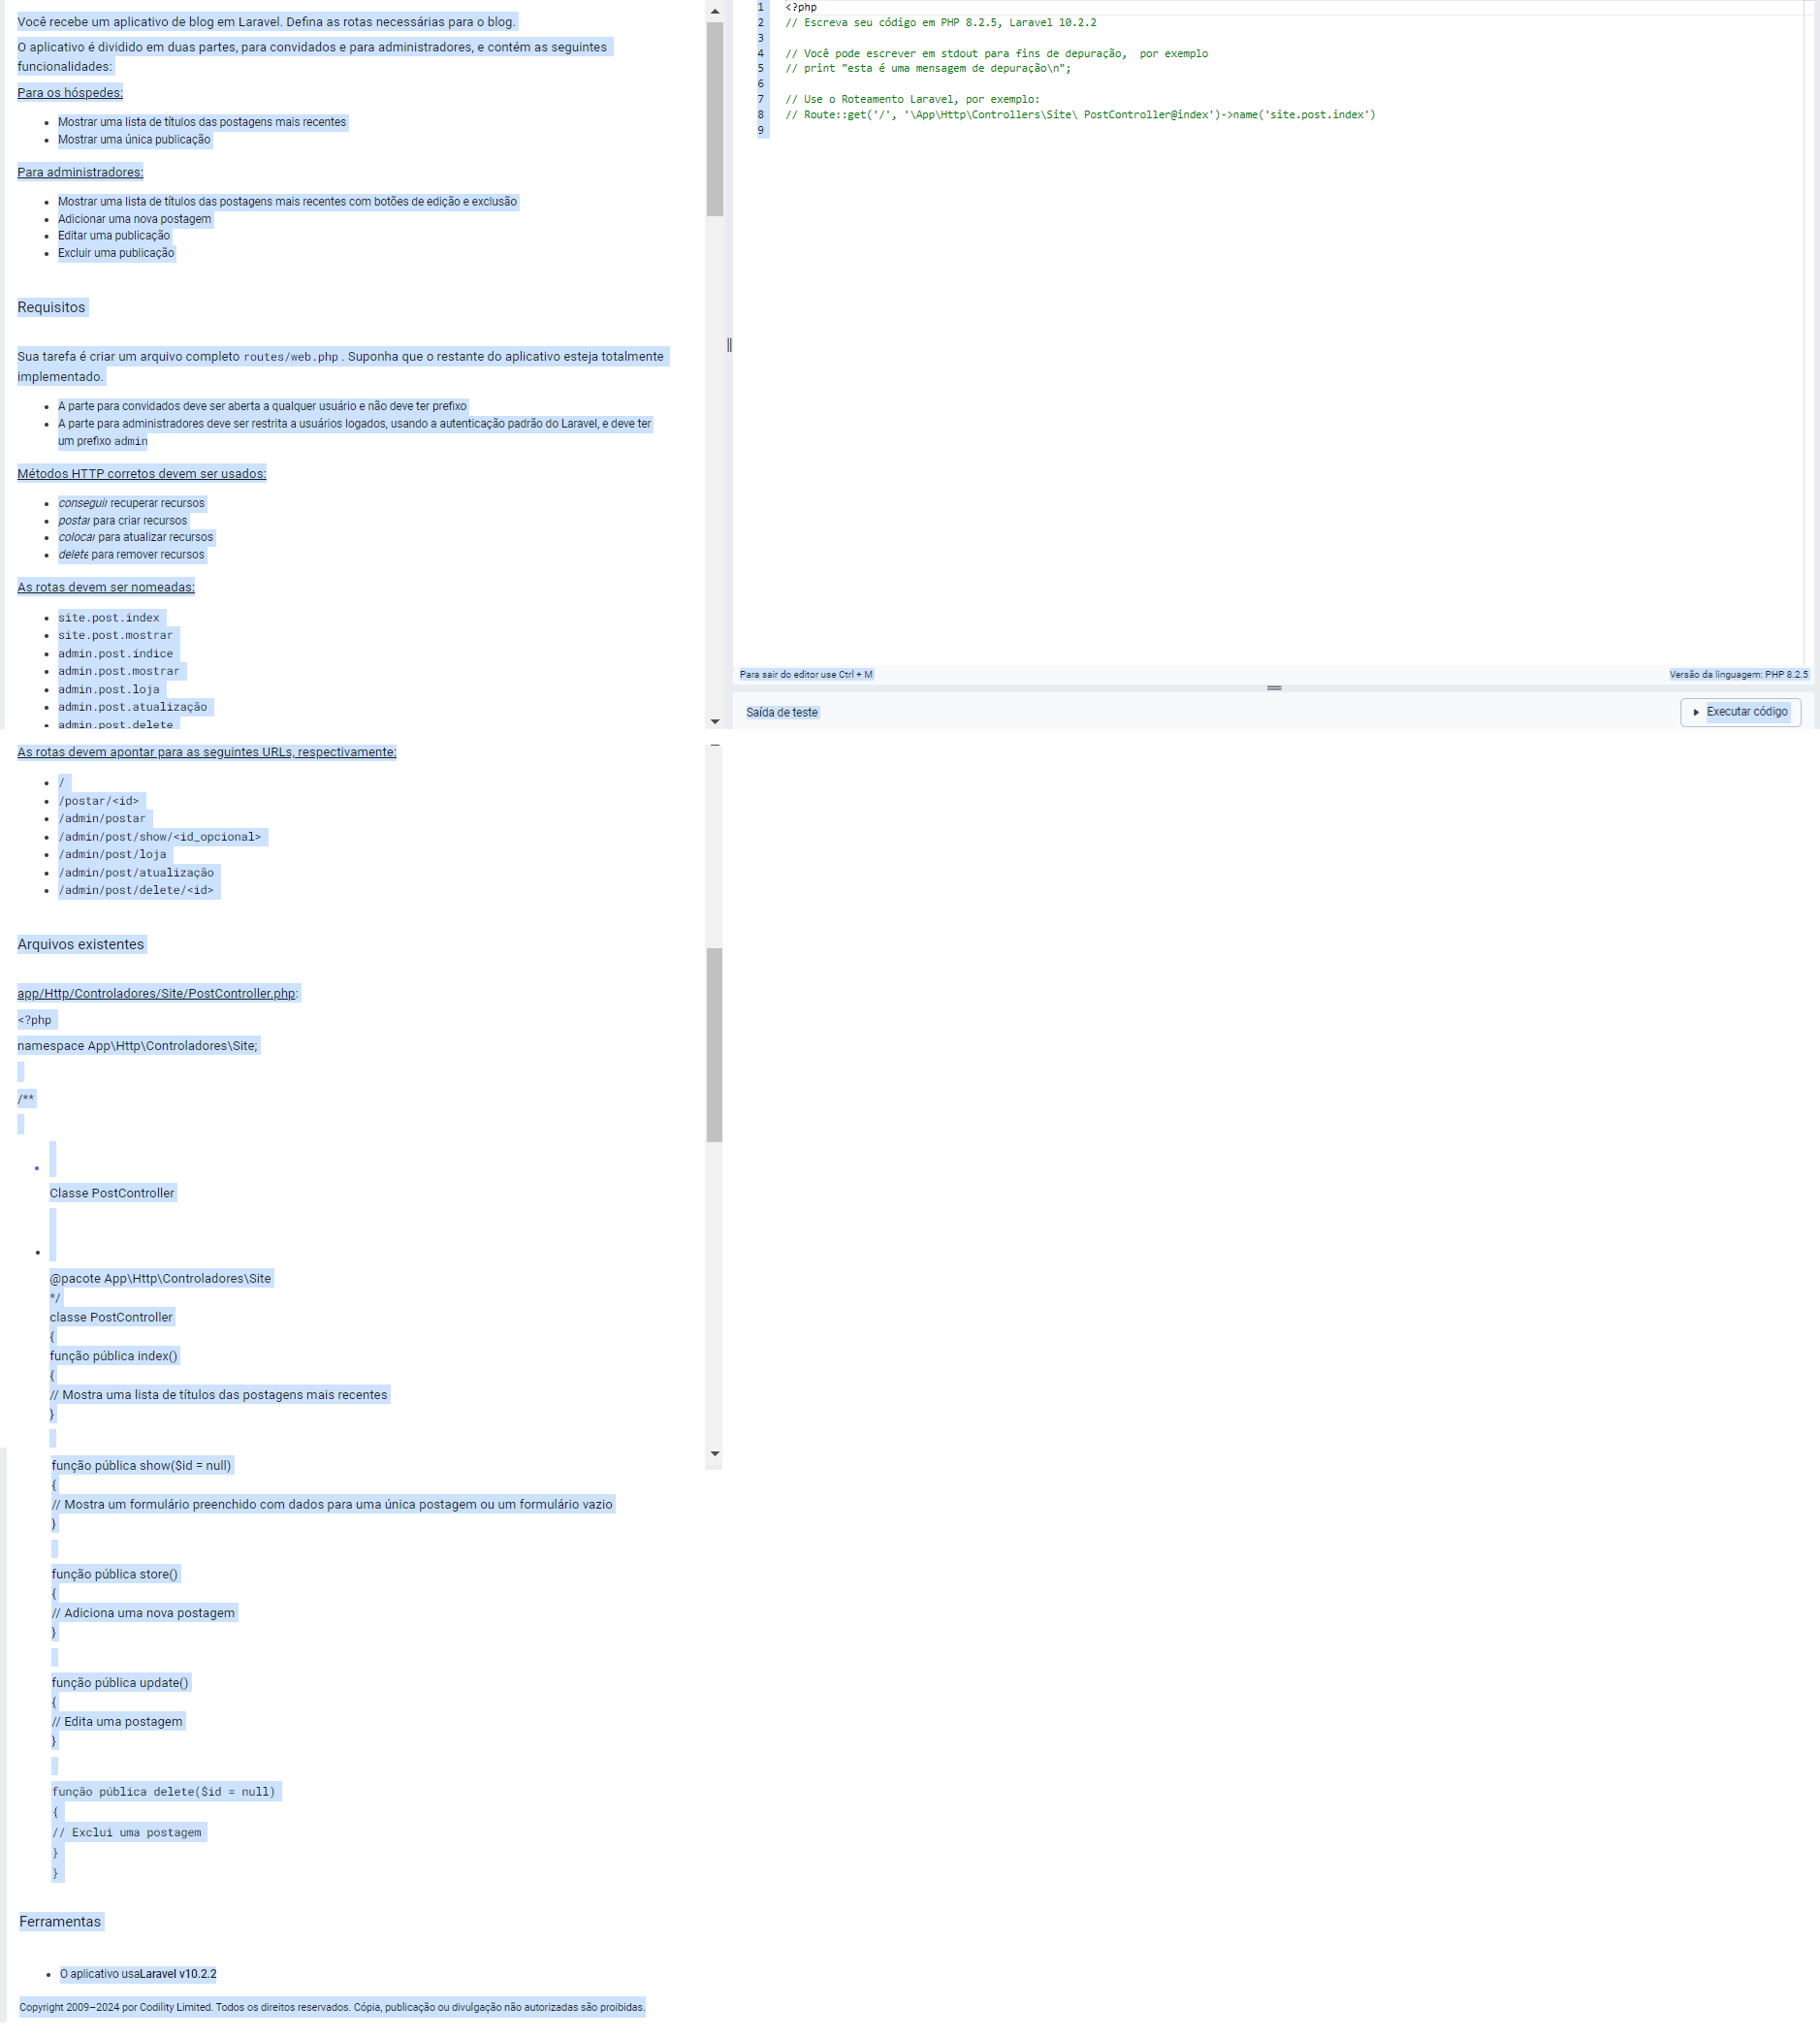 Você recebe um aplicativo de blog em Laravel. Defina as rotas necessárias para o blog.
O aplicativo é dividido em duas partes, para convidados e para administradores, e contém as seguintes
funcionalidades:
Para os hóspedes:
Mostrar uma lista de títulos das postagens mais recentes
Mostrar uma única publicação
Para administradores:
Mostrar uma lista de títulos das postagens mais recentes com botões de edição e exclusão
Adicionar uma nova postagem
Editar uma publicação
Excluir uma publicação
Requisitos
Sua tarefa é criar um arquivo completo routes/web.php. Suponha que o restante do aplicativo esteja totalmente
implementado.
A parte para convidados deve ser aberta a qualquer usuário e não deve ter prefixo
A parte para administradores deve ser restrita a usuários logados, usando a autenticação padrão do Laravel, e deve ter
um prefixo admin
Métodos HTTP corretos devem ser usados:
conseguir recuperar recursos
postar para criar recursos
colocar para atualizar recursos
delete para remover recursos
As rotas devem ser nomeadas:
site.post.index
site.post.mostrar
admin.post.índice
admin.post.mostrar
admin.post.loja
admin.post.atualização
admin.post.delete
1 <?php
2 // Escreva seu código em PHP 8.2.5, Laravel 10.2.2
3
4 // Você pode escrever em stdout para fins de depuração,  por exemplo
5 // print "esta é uma mensagem de depuração\n";
6
7 // Use o Roteamento Laravel, por exemplo:
8 // Route::get('/', '\App\Http\Controllers\Site\ PostController@index')->name('site.post.index')
9
Para sair do editor use Ctrl + M
Versão da linguagem: PHP 8.2.5
Saída de teste
Executar código
As rotas devem apontar para as seguintes URLs, respectivamente:
/
/postar/<id>
/admin/postar
/admin/post/show/<id_opcional>
/admin/post/loja
/admin/post/atualização
/admin/post/delete/<id>
Arquivos existentes
app/Http/Controladores/Site/PostController.php:
<?php
namespace App\Http\Controladores\Site;
/**
Classe PostController
@pacote App\Http\Controladores\Site
*/
classe PostController
{
função pública index()
{
// Mostra uma lista de títulos das postagens mais recentes
}
função pública show($id = null)
{
// Mostra um formulário preenchido com dados para uma única postagem ou um formulário vazio
}
função pública store()
{
// Adiciona uma nova postagem
}
função pública update()
{
// Edita uma postagem
}
função pública delete($id = null)
{
// Exclui uma postagem
}
}
Ferramentas
O aplicativo usaLaravel v10.2.2
Copyright 2009–2024 por Codility Limited. Todos os direitos reservados. Cópia, publicação ou divulgação não autorizadas são proibidas.